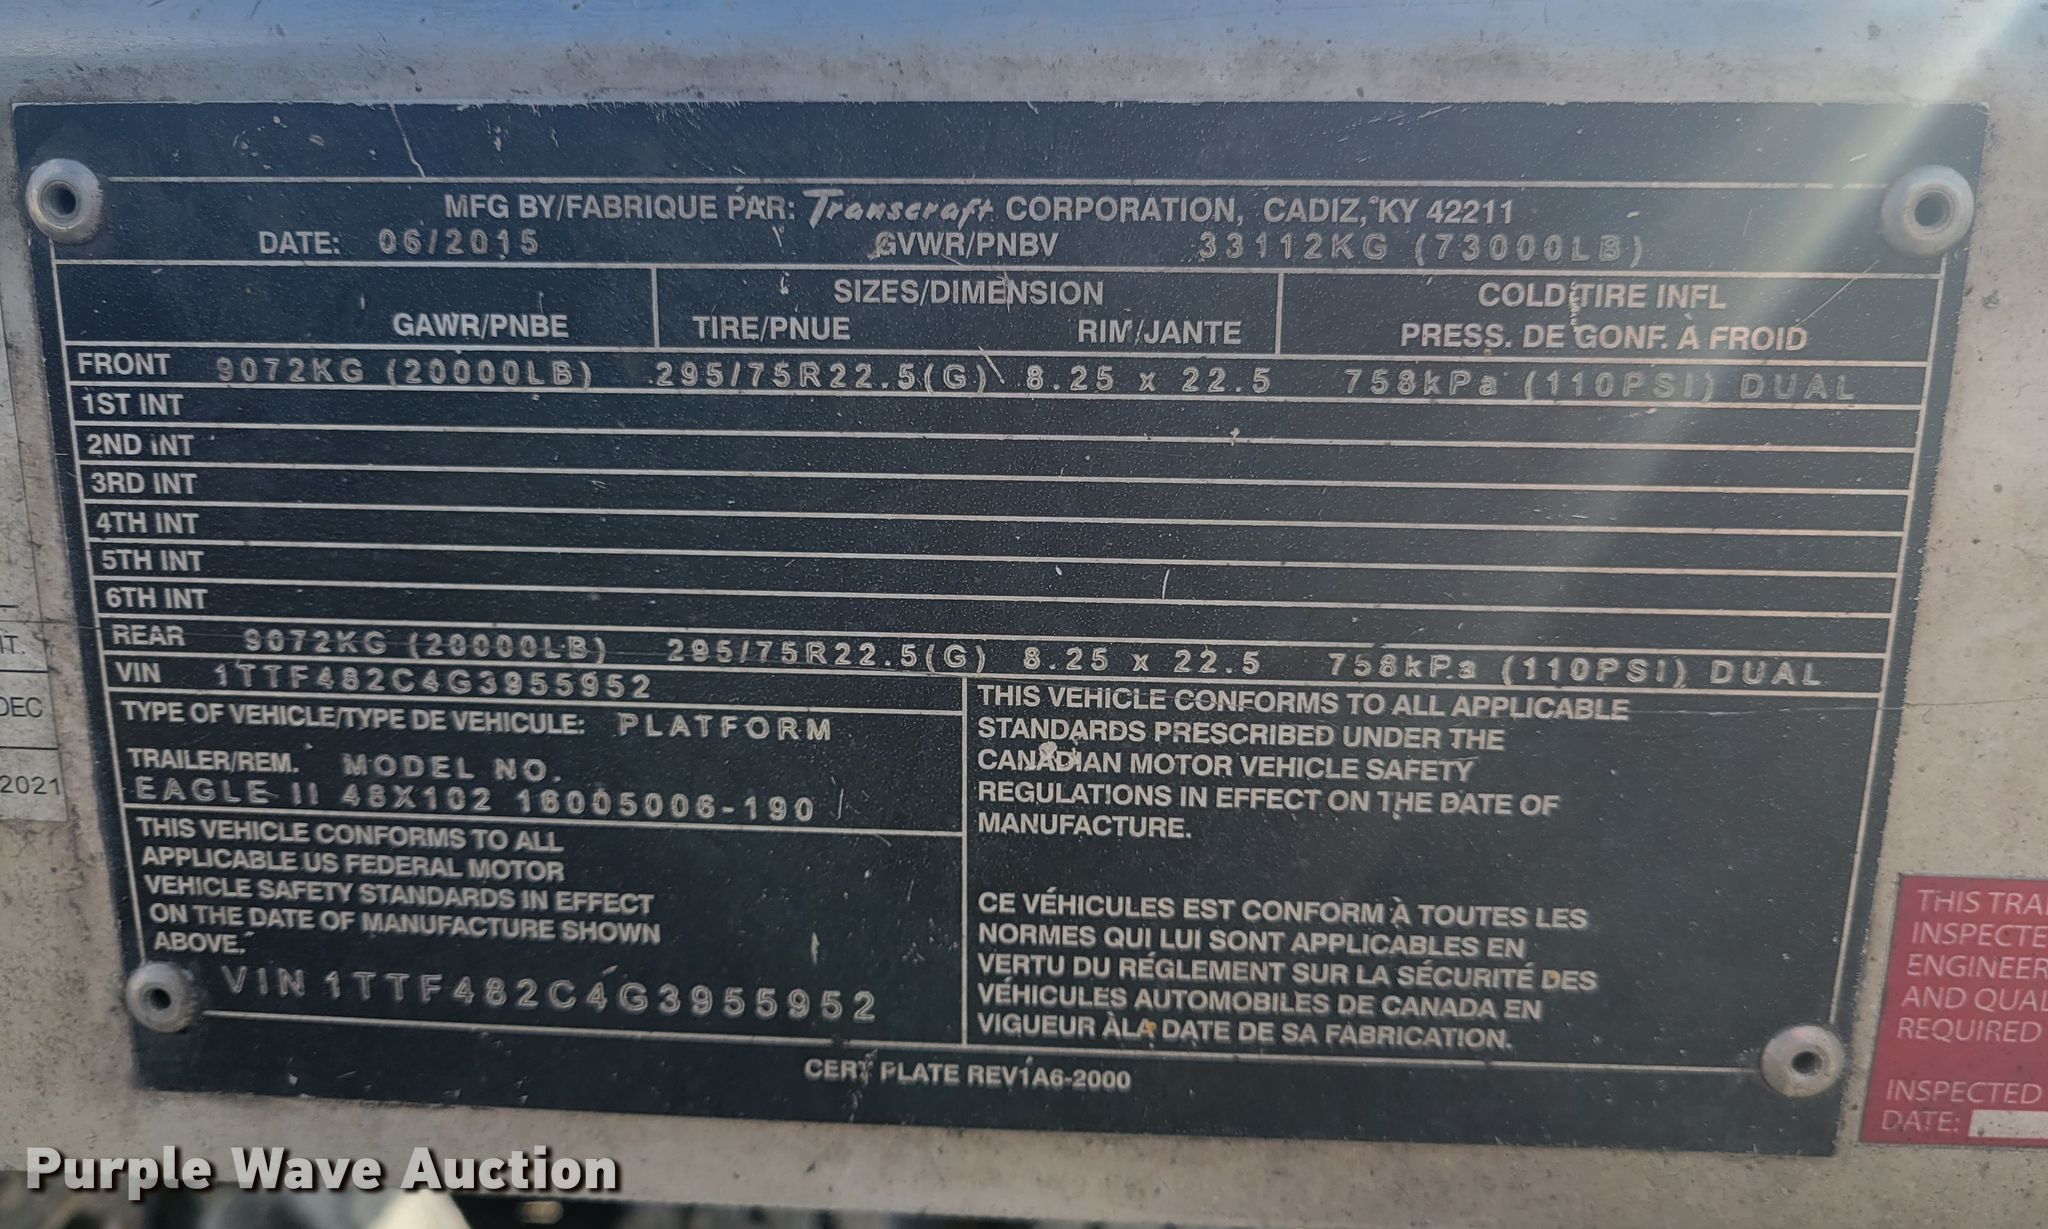 MFG BY/FABRIQUE PAR: Transcraft CORPORATION, CADIZ, KY 42211
DATE: 06/2015 GVWR/PNBV 33112KG (73000LB)
SIZES/DIMENSION COLD TIRE INFL
GAWR/PNBE TIRE/PNUE RIM/JANTE PRESS. DE GONF. À FROID
FRONT 9072KG (20000LB) 295/75R22.5(G) 8.25 x 22.5 758kPa (110PSI) DUAL
1ST INT
2ND INT
3RD INT
4TH INT
5TH INT
6TH INT
REAR 9072KG (20000LB) 295/75R22.5(G) 8.25 x 22.5 758kPa (110PSI) DUAL
VIN 1TTF482C4G3955952
TYPE OF VEHICLE/TYPE DE VEHICULE: PLATFORM
TRAILER/REM. MODEL NO.
EAGLE II 48X102 16005006-190
THIS VEHICLE CONFORMS TO ALL
APPLICABLE US FEDERAL MOTOR
VEHICLE SAFETY STANDARDS IN EFFECT
ON THE DATE OF MANUFACTURE SHOWN
ABOVE.
VIN 1TTF482C4G3955952
THIS VEHICLE CONFORMS TO ALL APPLICABLE
STANDARDS PRESCRIBED UNDER THE
CANADIAN MOTOR VEHICLE SAFETY
REGULATIONS IN EFFECT ON THE DATE OF
MANUFACTURE.
CE VÉHICULES EST CONFORM À TOUTES LES
NORMES QUI LUI SONT APPLICABLES EN
VERTU DU RÉGLEMENT SUR LA SÉCURITÉ DES
VÉHICULES AUTOMOBILES DE CANADA EN
VIGUEUR ÀLA DATE DE SA FABRICATION.
CERT PLATE REV1A6-2000
DEC
2021
THIS
INSPECTE
ENGINEER
AND QUAL
REQUIRED
INSPECTED
DATE:
Purple Wave Auction